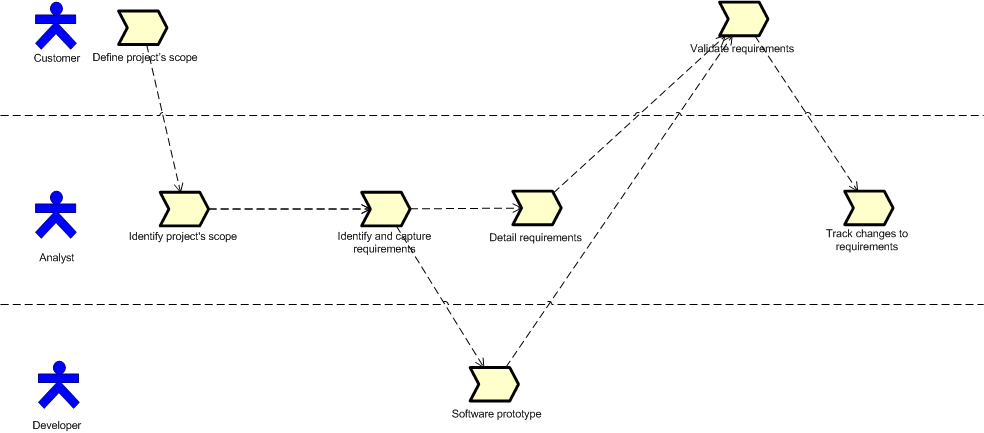 Customer
Define project's scope
Validate requirements
Analyst
Identify project's scope
Identify and capture
requirements
Detail requirements
Track changes to
requirements
Developer
Software prototype